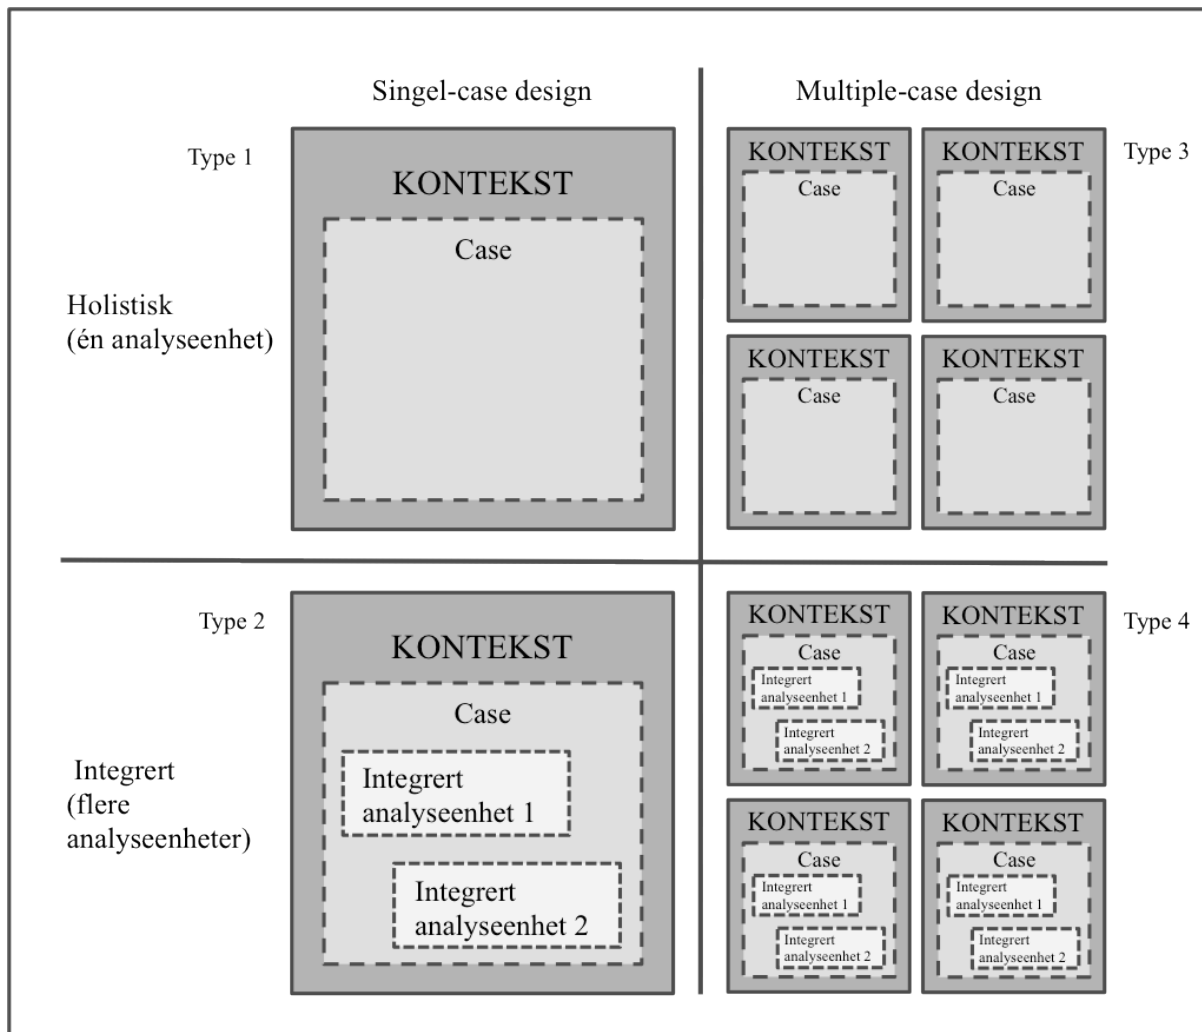 Singel-case design
Multiple-case design
Type 1
KONTEKST
Case
Holistisk
(én analyseenhet)
KONTEKST
Case
KONTEKST
Case
Type 3
KONTEKST
Case
KONTEKST
Case
Type 2
KONTEKST
Case
Integrert
analyseenhet 1
Integrert
analyseenhet 2
Integrert
(flere
analyseenheter)
KONTEKST
Case
Integrert
analyseenhet 1
Integrert
analyseenhet 2
KONTEKST
Case
Integrert
analyseenhet 1
Integrert
analyseenhet 2
Type 4
KONTEKST
Case
Integrert
analyseenhet 1
Integrert
analyseenhet 2
KONTEKST
Case
Integrert
analyseenhet 1
Integrert
analyseenhet 2